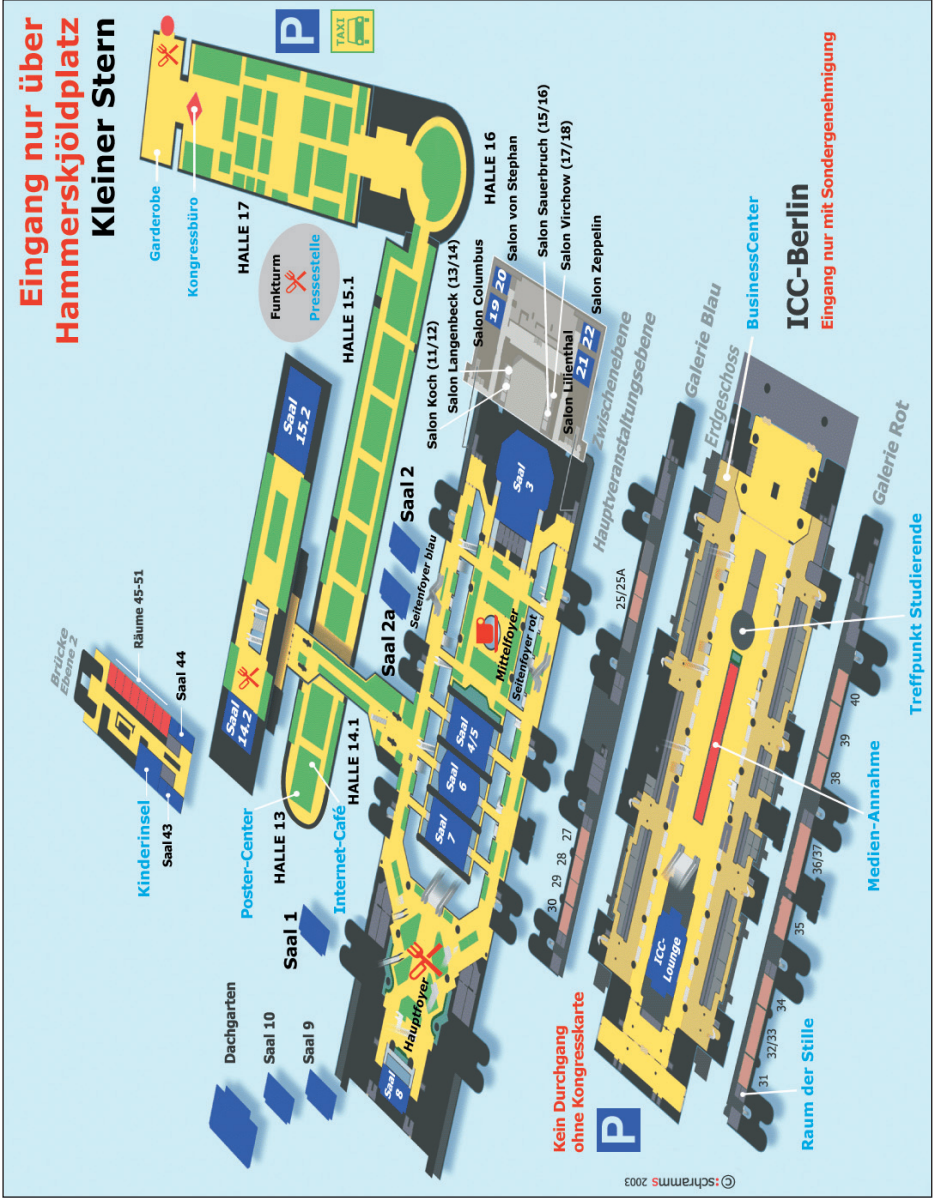 Eingang nur über
Hammerskjöldplatz
Kleiner Stern
P
TAXI
Garderobe
Kongressbüro
HALLE 17
Funkturm
Pressestelle
HALLE 15.1
HALLE 16
Saal
15.2
Saal
14.2
Brücke
Ebene 2
Räume 45-51
Saal 44
Kinderinsel
Saal 43
Poster-Center
HALLE 13
Internet-Café
HALLE 14.1
Saal 2
Saal 2a
Seitenfoyer blau
Salon Koch (11/12)
Salon Langenbeck (13/14)
Salon Columbus
Salon von Stephan
Salon Sauerbruch (15/16)
Salon Virchow (17/18)
Salon Zeppelin
Salon Lilienthal
19
20
21
22
Saal
3
Mittelfoyer
Seitenfoyer rot
Saal
4/5
Saal
6
Saal
7
Saal 1
Hauptfoyer
Saal
8
Dachgarten
Saal 10
Saal 9
Zwischenebene
Hauptveranstaltungsebene
Galerie Blau
25/25A
27
28
29
30
Erdgeschoss
BusinessCenter
ICC-Berlin
Eingang nur mit Sondergenehmigung
ICC-
Lounge
Galerie Rot
Treffpunkt Studierende
Medien-Annahme
40
39
38
36/37
35
34
32/33
31
Raum der Stille
Kein Durchgang
ohne Kongresskarte
P
©:schramms 2003